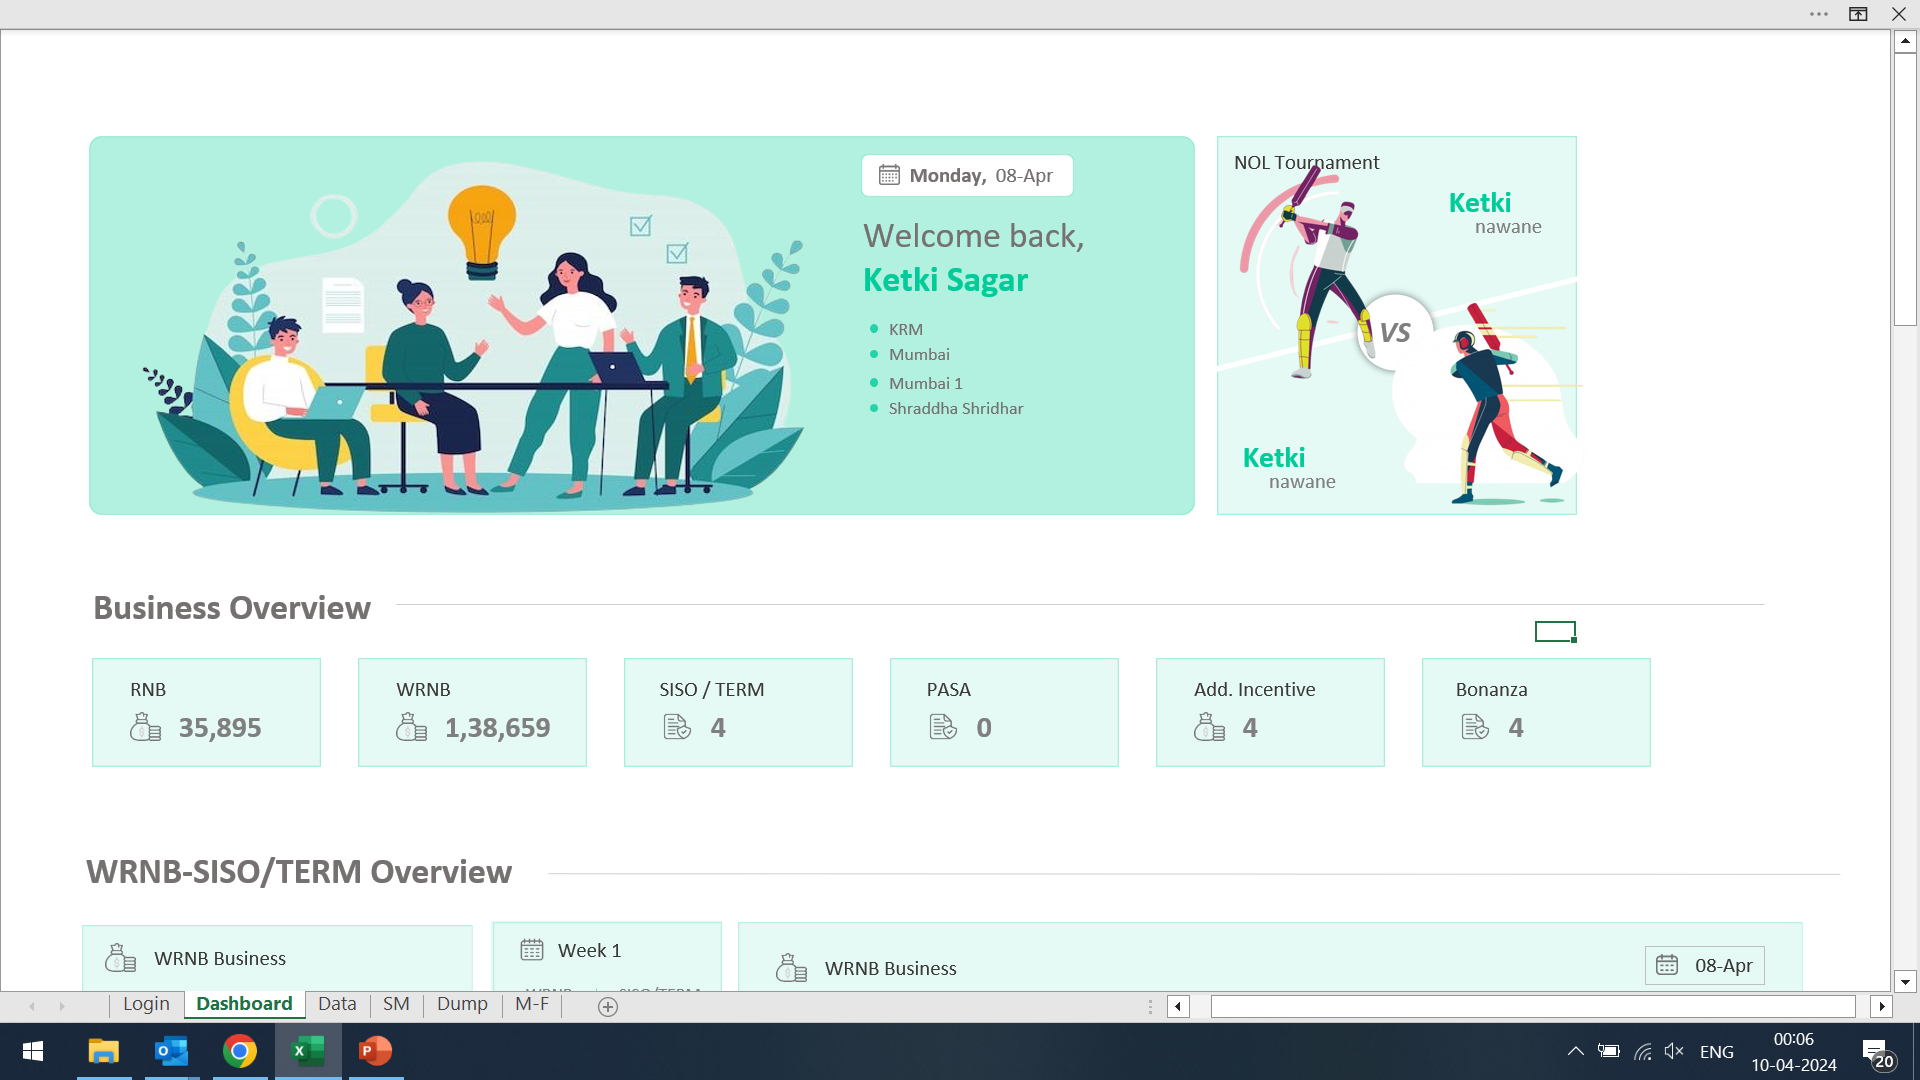 Monday, 08-Apr
Welcome back,
Ketki Sagar
KRM
Mumbai
Mumbai 1
Shraddha Shridhar
NOL Tournament
Ketki
nawane
VS
Ketki
nawane
Business Overview
RNB
35,895
WRNB
1,38,659
SISO / TERM
4
PASA
0
Add. Incentive
4
Bonanza
4
WRNB-SISO/TERM Overview
WRNB Business
Week 1
WRNB SISO/TERM
WRNB Business
08-Apr
Login Dashboard Data SM Dump M-F
ENG
00:06
10-04-2024
20